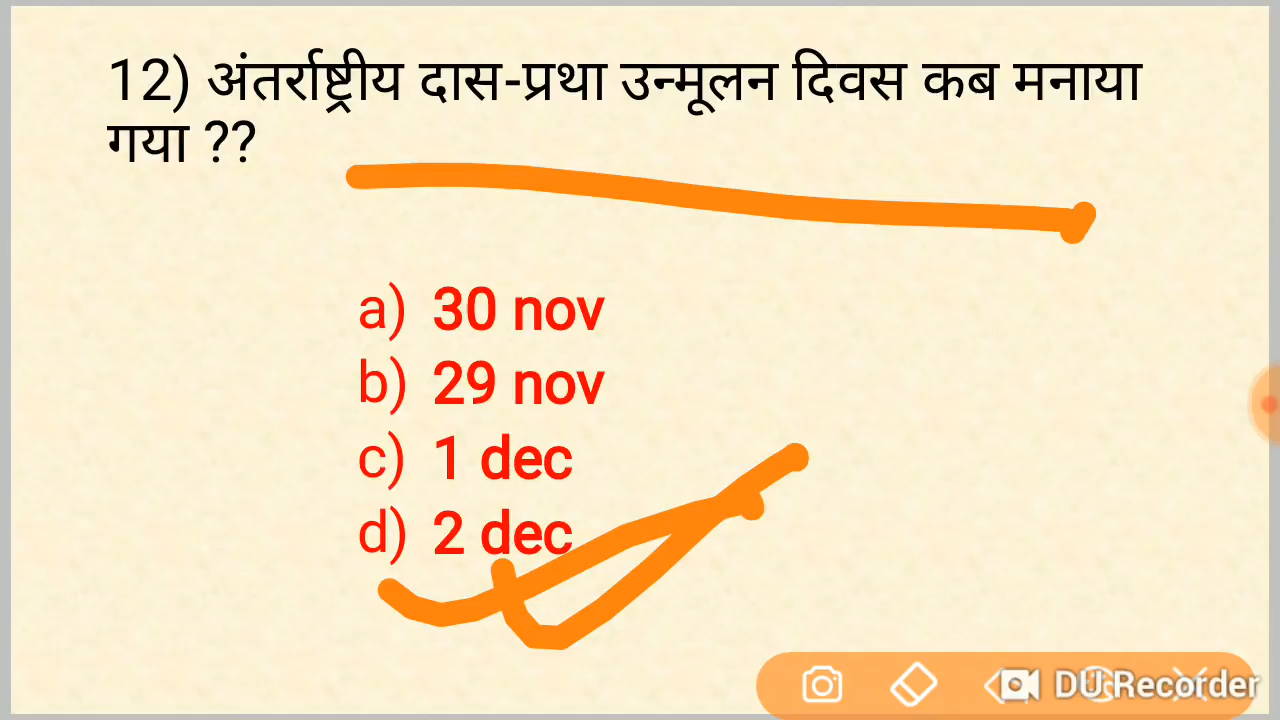 12) अंतर्राष्ट्रीय दास-प्रथा उन्मूलन दिवस कब मनाया
गया ??
a) 30 nov
b) 29 nov
c) 1 dec
d) 2 dec
DU Recorder